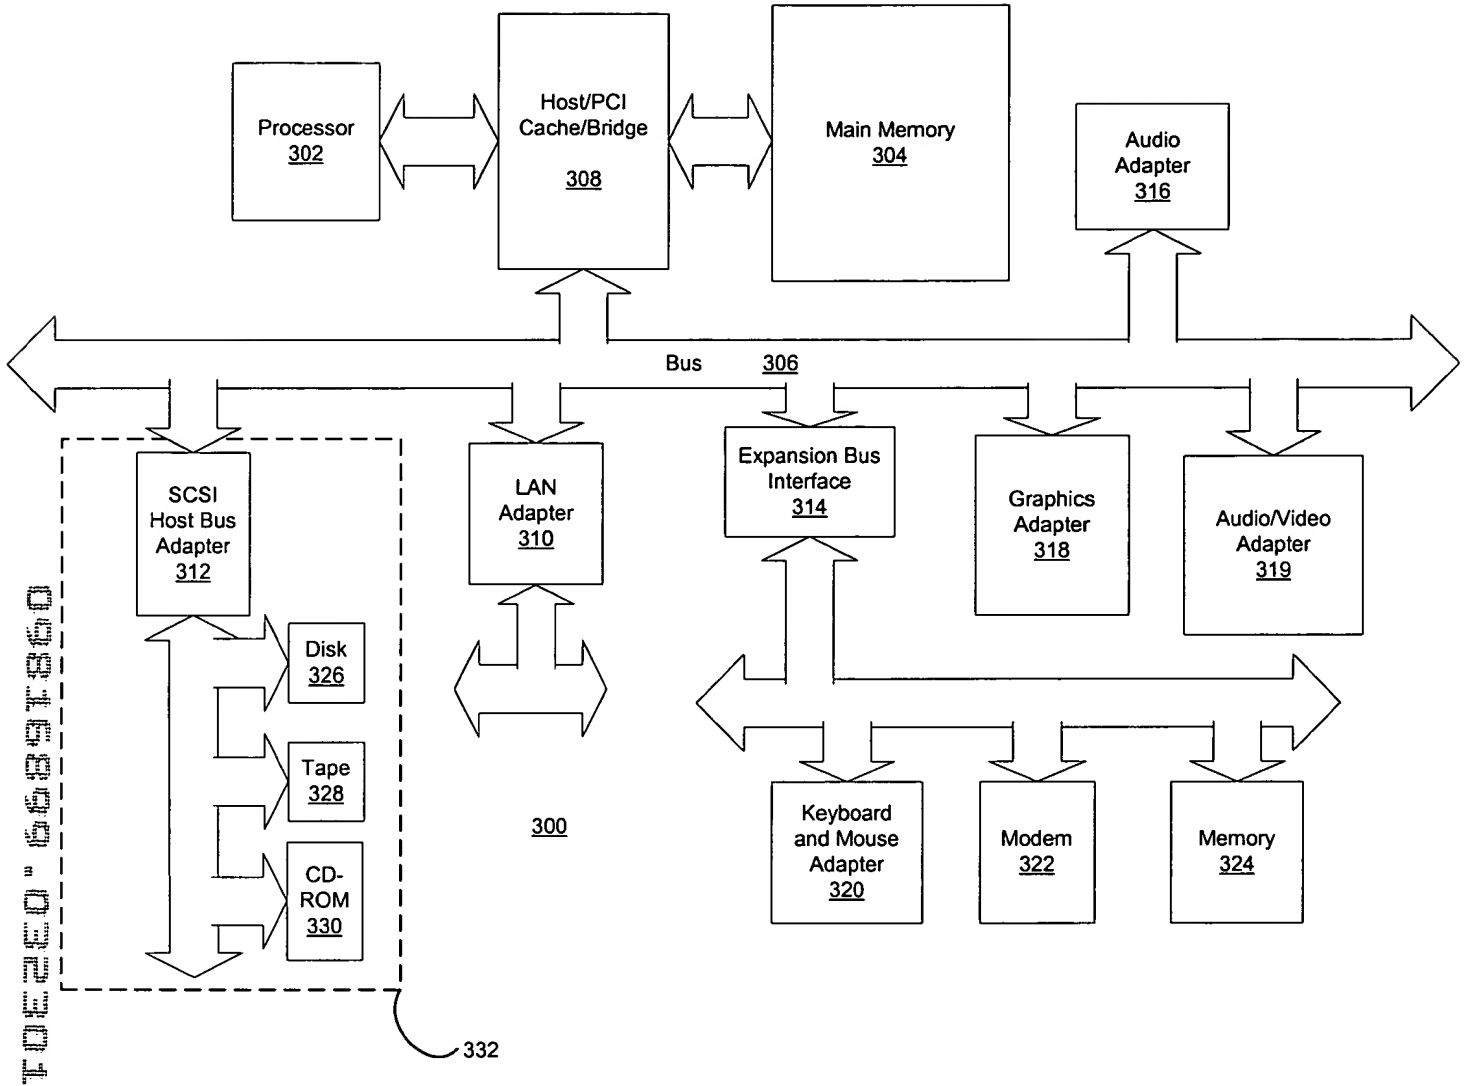 Processor
302
Host/PCI
Cache/Bridge
308
Main Memory
304
Audio
Adapter
316
Bus 306
SCSI
Host Bus
Adapter
312
LAN
Adapter
310
Expansion Bus
Interface
314
Graphics
Adapter
318
Audio/Video
Adapter
319
Disk
326
Tape
328
CD-
ROM
330
300
Keyboard
and Mouse
Adapter
320
Modem
322
Memory
324
332